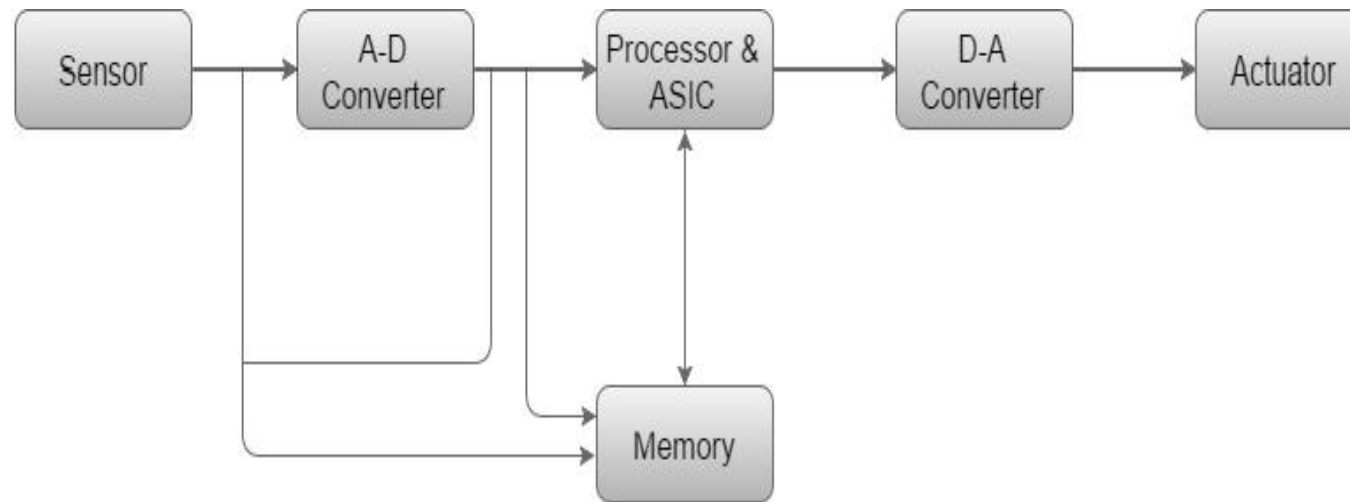 Sensor
A-D
Converter
Processor &
ASIC
D-A
Converter
Actuator
Memory